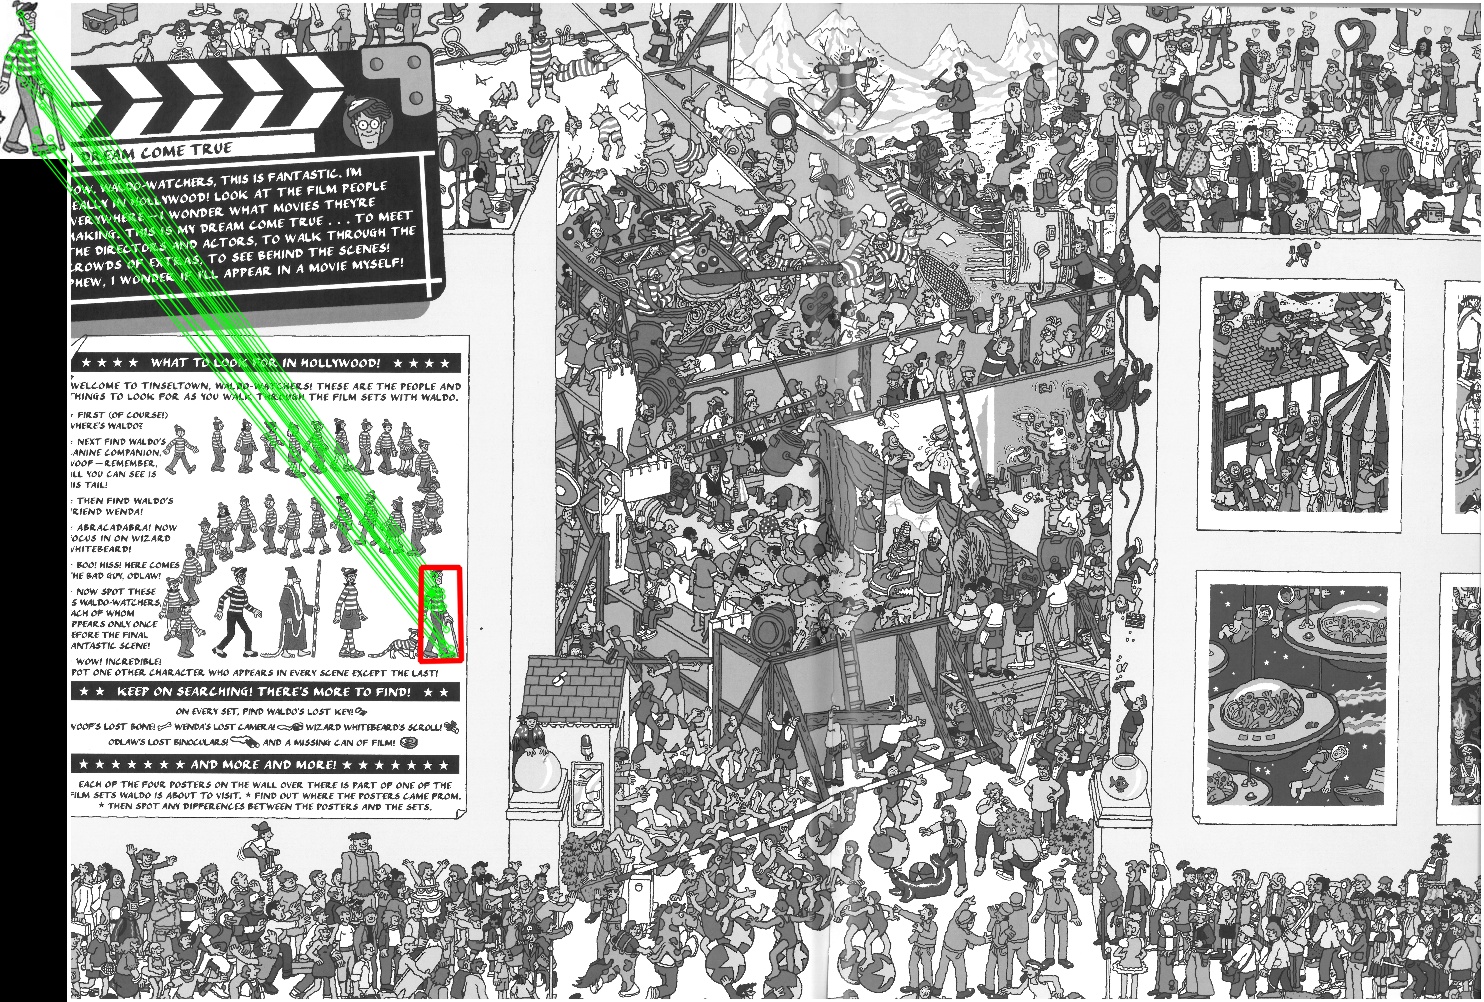 DREAM COME TRUE
WALDO-WATCHERS, THIS IS FANTASTIC. I'M
IN HOLLYWOOD! LOOK AT THE FILM PEOPLE
I WONDER WHAT MOVIES THEY'RE
MAKING. THIS IS MY DREAM COME TRUE . . . TO MEET
THE DIRECTORS AND ACTORS, TO WALK THROUGH THE
CROWDS OF EXTRAS, TO SEE BEHIND THE SCENES!
PHEW, I WONDER IF I'LL APPEAR IN A MOVIE MYSELF!
★ ★ ★ ★ WHAT TO LOOK FOR IN HOLLYWOOD! ★ ★ ★ ★
WELCOME TO TINSELTOWN, WALDO-WATCHERS! THESE ARE THE PEOPLE AND
THINGS TO LOOK FOR AS YOU WALK THROUGH THE FILM SETS WITH WALDO.
FIRST (OF COURSE!)
WHERE'S WALDO?
NEXT FIND WALDO'S
ANINE COMPANION,
WOOF — REMEMBER,
ALL YOU CAN SEE IS
HIS TAIL!
THEN FIND WALDO'S
FRIEND WENDA!
ABRACADABRA! NOW
FOCUS IN ON WIZARD
WHITEBEARD!
BOO! HISS! HERE COMES
THE BAD GUY, ODLAW!
NOW SPOT THESE
WALDO-WATCHERS,
EACH OF WHOM
APPEARS ONLY ONCE
BEFORE THE FINAL
FANTASTIC SCENE!
WOW! INCREDIBLE!
SPOT ONE OTHER CHARACTER WHO APPEARS IN EVERY SCENE EXCEPT THE LAST!
★ ★ KEEP ON SEARCHING! THERE'S MORE TO FIND! ★ ★
ON EVERY SET, FIND WALDO'S LOST KEY!
WOOF'S LOST BONE! WENDA'S LOST CAMERA! WIZARD WHITEBEARD'S SCROLL!
ODLAW'S LOST BINOCULARS! AND A MISSING CAN OF FILM!
★ ★ ★ ★ ★ ★ ★ AND MORE AND MORE! ★ ★ ★ ★ ★ ★ ★
EACH OF THE FOUR POSTERS ON THE WALL OVER THERE IS PART OF ONE OF THE
FILM SETS WALDO IS ABOUT TO VISIT. ★ FIND OUT WHERE THE POSTERS CAME FROM.
★ THEN SPOT ANY DIFFERENCES BETWEEN THE POSTERS AND THE SETS.